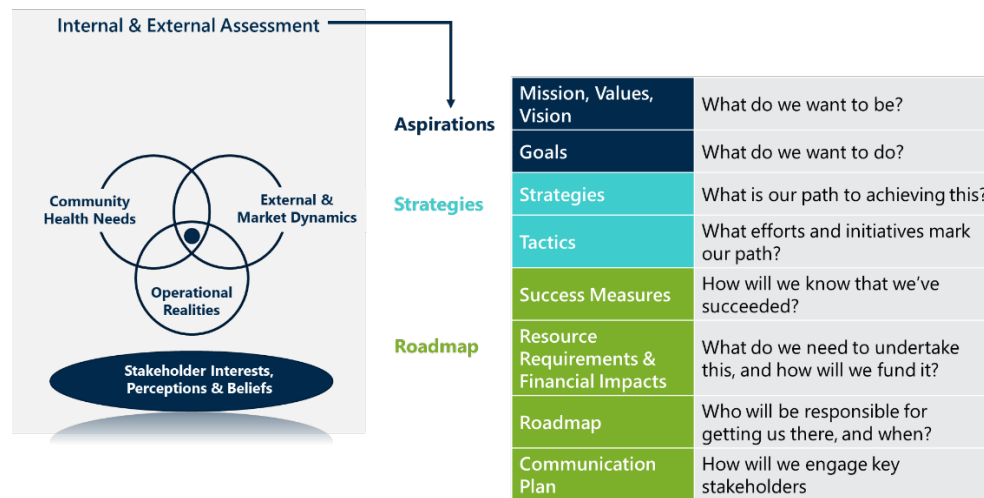 Internal & External Assessment
Community
Health Needs
External &
Market Dynamics
Operational
Realities
Stakeholder Interests,
Perceptions & Beliefs
Aspirations
Mission, Values,
Vision
What do we want to be?
Goals
What do we want to do?
Strategies
Strategies
What is our path to achieving this?
Tactics
What efforts and initiatives mark
our path?
Roadmap
Success Measures
How will we know that we've
succeeded?
Resource
Requirements &
Financial Impacts
What do we need to undertake
this, and how will we fund it?
Roadmap
Who will be responsible for
getting us there, and when?
Communication
Plan
How will we engage key
stakeholders